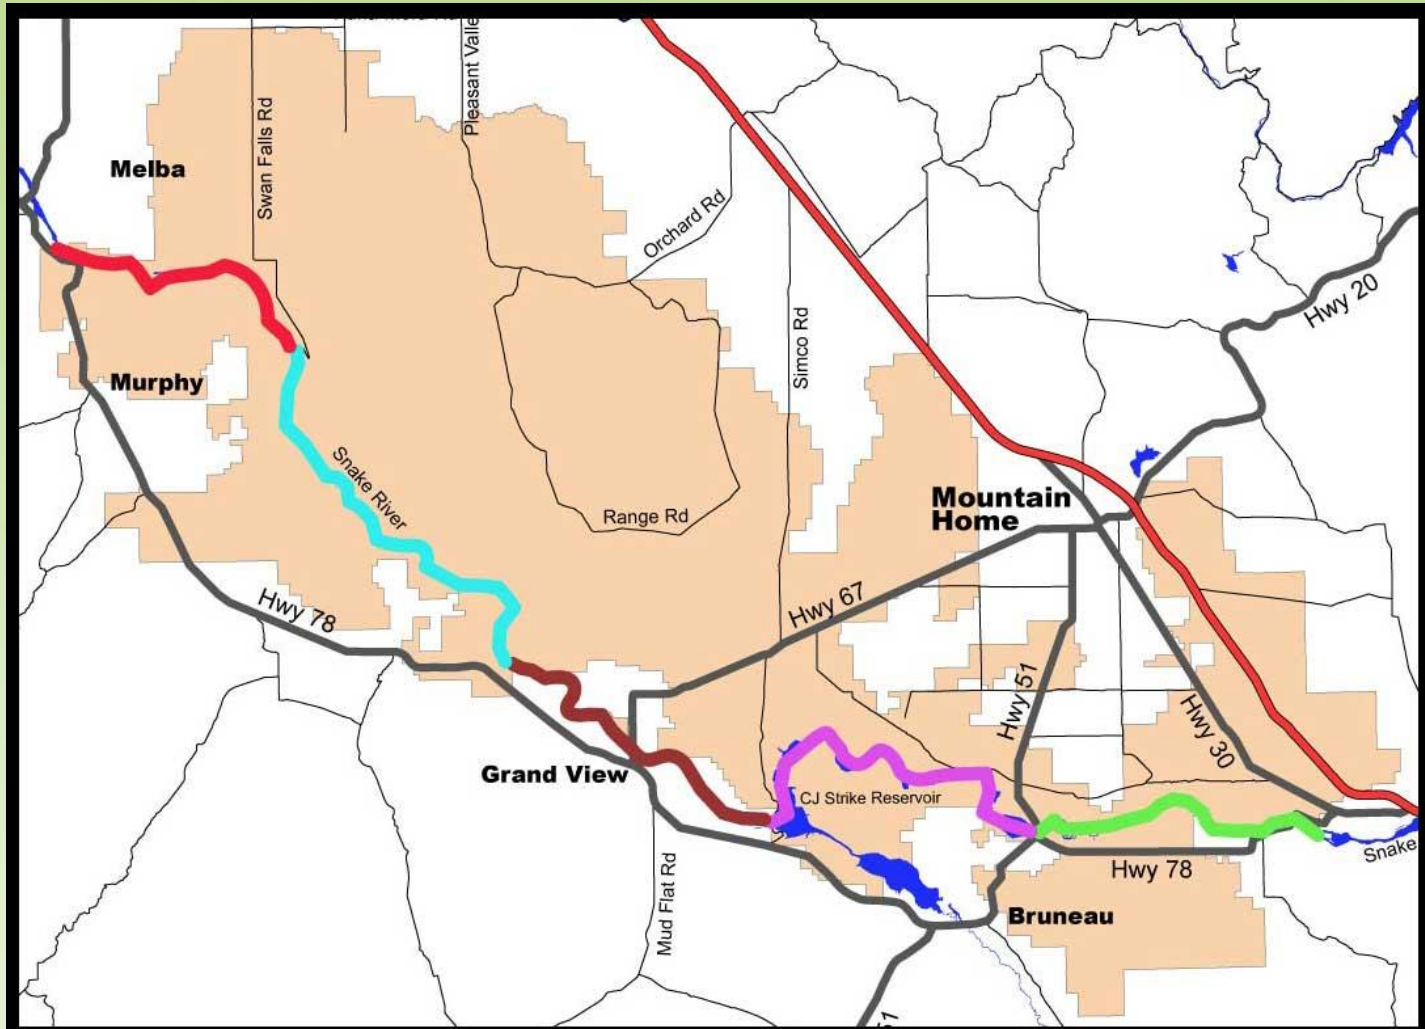 Pleasant Valle
Swan Falls Rd
Melba
Orchard Rd
Hwy 20
Simco Rd
Murphy
Snake River
Mountain
Home
Range Rd
Hwy 67
Hwy 78
Hwy 51
Hwy 30
Grand View
CJ Strike Reservoir
Snake
Hwy 78
Mud Flat Rd
Bruneau
51